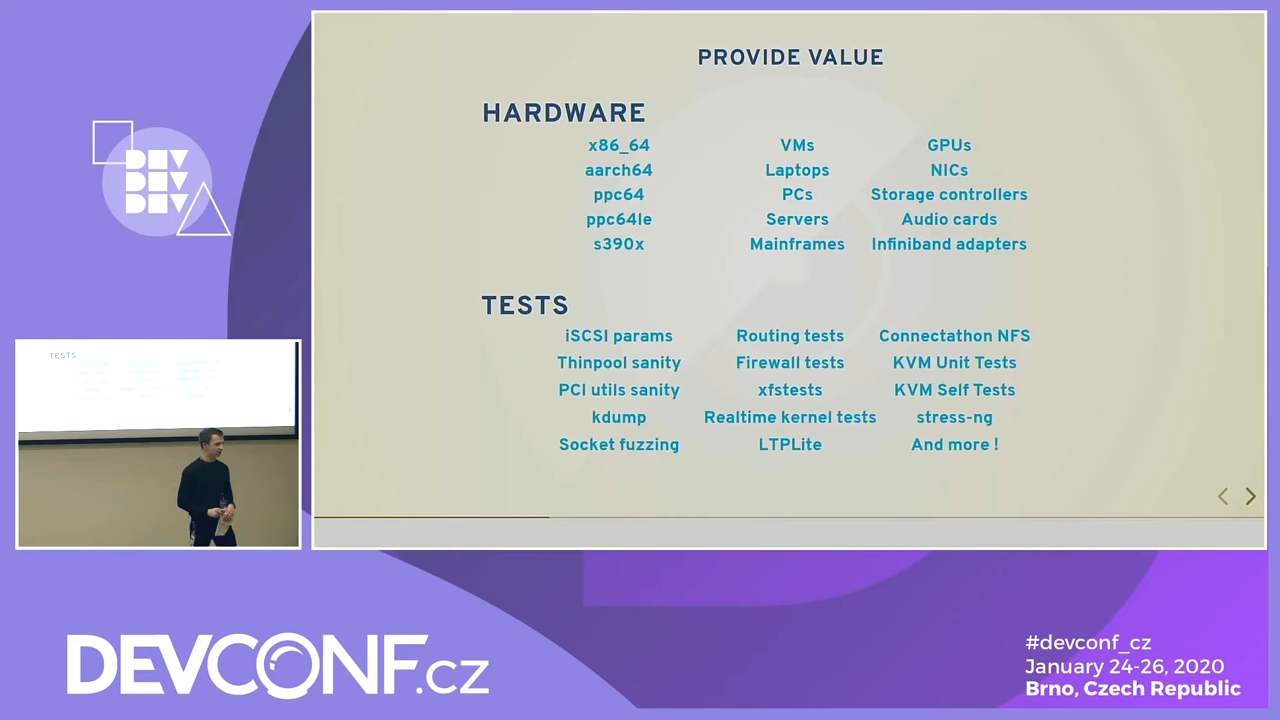 DEV
DEV
DEV
PROVIDE VALUE
HARDWARE
x86_64 VMs GPUs
aarch64 Laptops NICs
ppc64 PCs Storage controllers
ppc64le Servers Audio cards
s390x Mainframes Infiniband adapters
TESTS
iSCSI params Routing tests Connectathon NFS
Thinpool sanity Firewall tests KVM Unit Tests
PCI utils sanity xfstests KVM Self Tests
kdump Realtime kernel tests stress-ng
Socket fuzzing LTPLite And more !
TESTS
DEVCONF.cz
#devconf_cz
January 24-26, 2020
Brno, Czech Republic